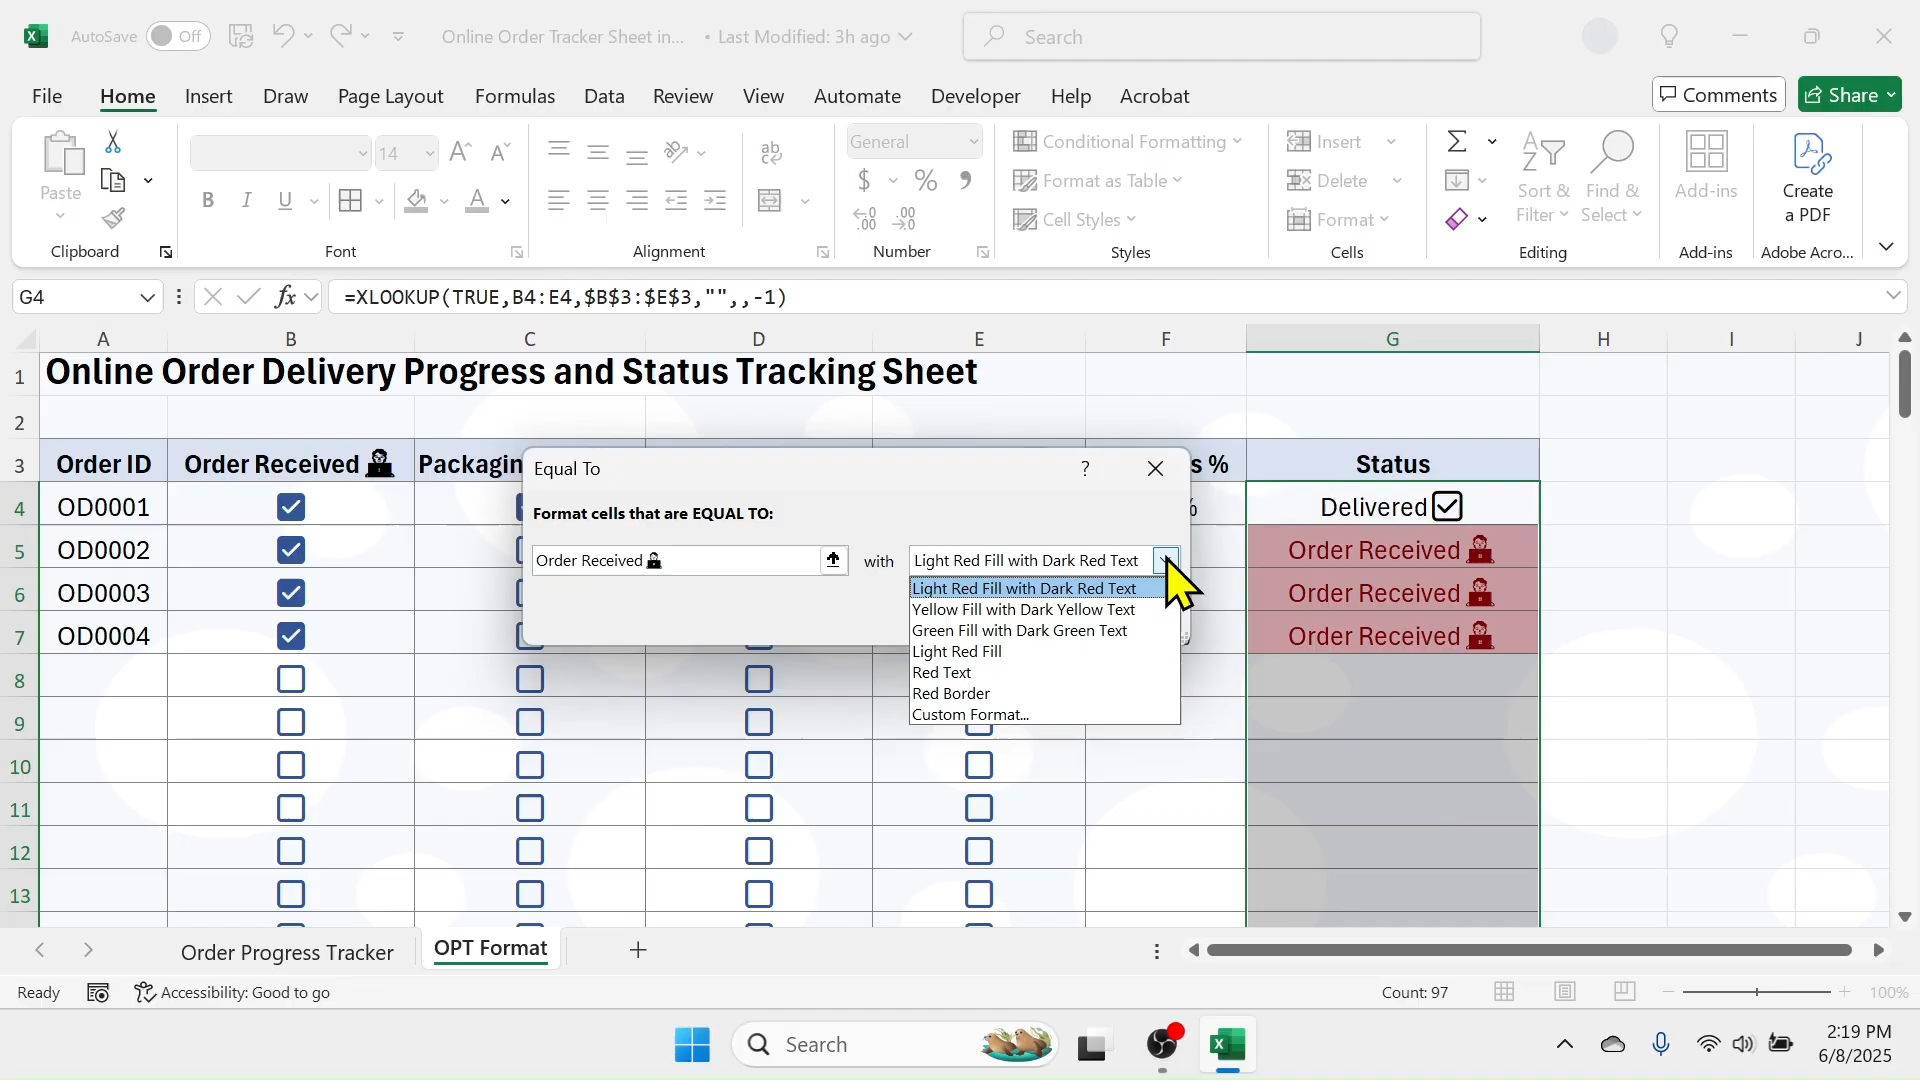 AutoSave Off Online Order Tracker Sheet in... • Last Modified: 3h ago Search
File Home Insert Draw Page Layout Formulas Data Review View Automate Developer Help Acrobat Comments Share
Paste 14 General Conditional Formatting Insert Add-ins Create
B I U $ % Format as Table Delete Sort & Find & a PDF
Cell Styles Format Filter Select
Clipboard Font Alignment Number Styles Cells Editing Add-ins Adobe Acro...
G4 fx =XLOOKUP(TRUE,B4:E4,$B$3:$E$3,"",,-1)
A B C D E F G H I J
1 Online Order Delivery Progress and Status Tracking Sheet
2
3 Order ID Order Received Packagin s % Status
4 OD0001 % Delivered
5 OD0002 Order Received
6 OD0003 Order Received
7 OD0004 Order Received
8
9
10
11
12
13
Equal To ?
Format cells that are EQUAL TO:
Order Received with Light Red Fill with Dark Red Text
Light Red Fill with Dark Red Text
Yellow Fill with Dark Yellow Text
Green Fill with Dark Green Text
Light Red Fill
Red Text
Red Border
Custom Format...
Order Progress Tracker OPT Format
Ready Accessibility: Good to go Count: 97 100%
Search 2:19 PM
6/8/2025